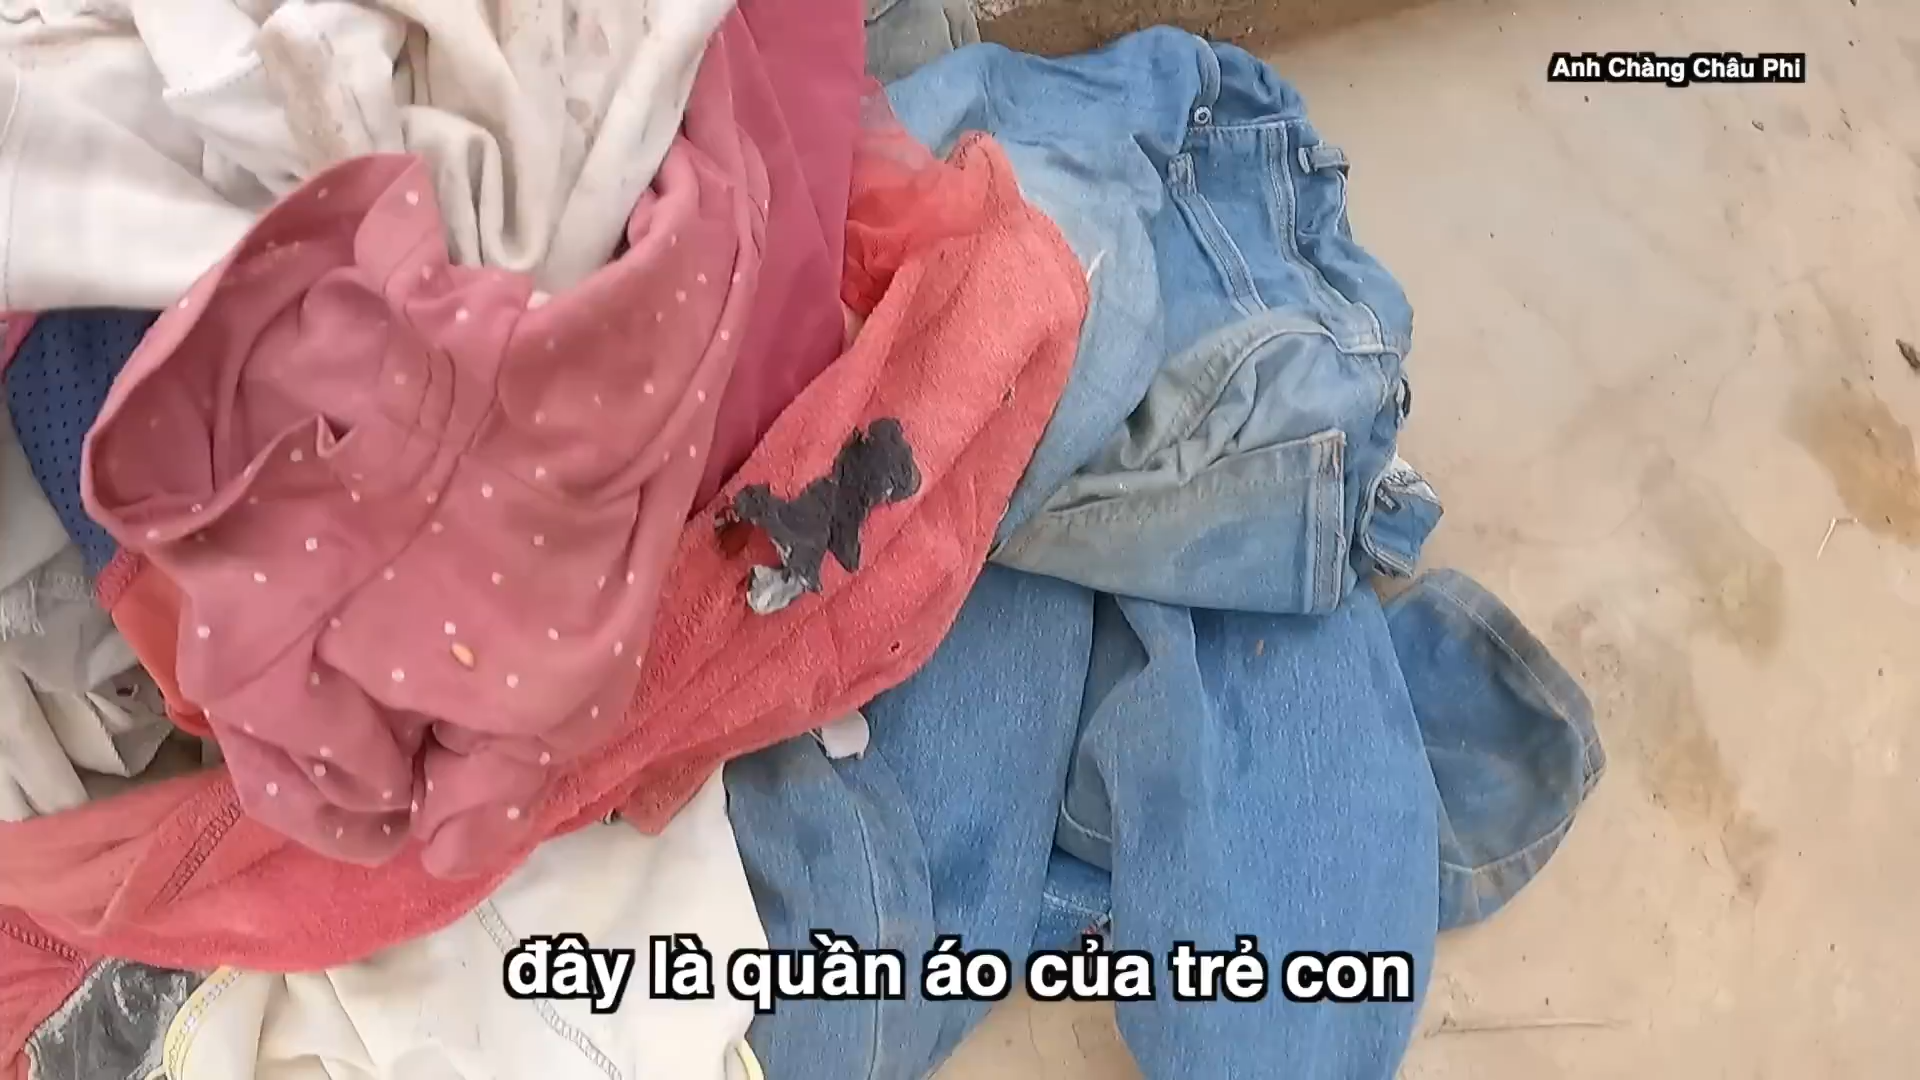 Anh Chàng Châu Phi
đây là quần áo của trẻ con